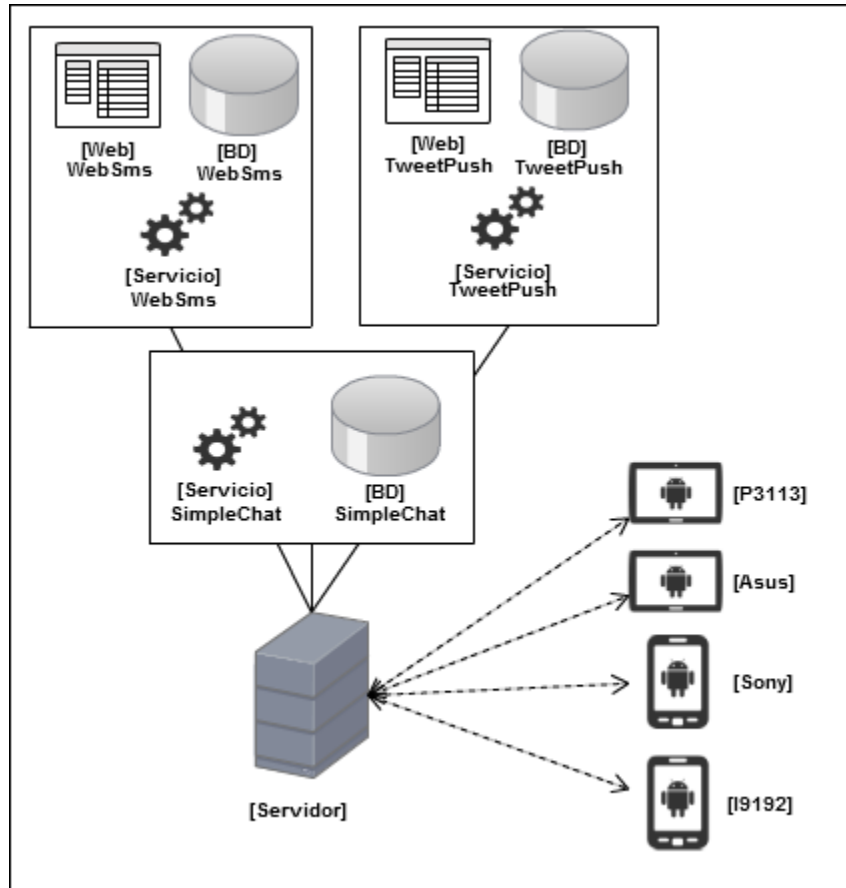 [Web]
WebSms
[BD]
WebSms
[Servicio]
WebSms
[Web]
TweetPush
[BD]
TweetPush
[Servicio]
TweetPush
[Servicio]
SimpleChat
[BD]
SimpleChat
[P3113]
[Asus]
[Sony]
[I9192]
[Servidor]